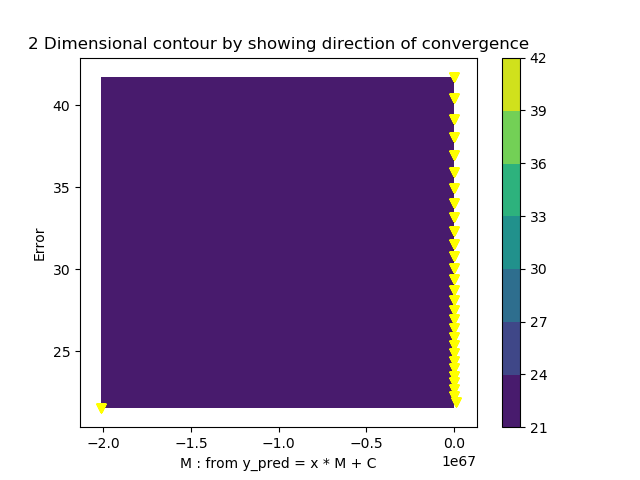 2 Dimensional contour by showing direction of convergence
42
39
36
33
30
27
24
21
40
35
30
25
Error
−2.0 −1.5 −1.0 −0.5 0.0
1e67
M : from y_pred = x * M + C